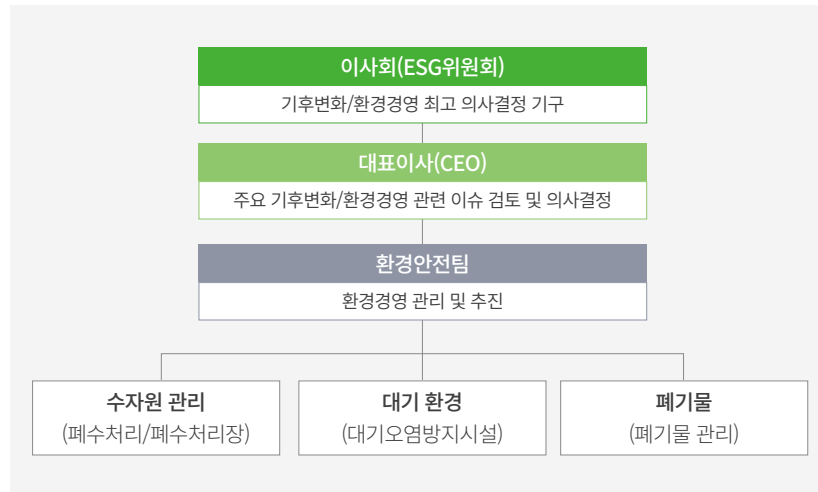 이사회(ESG위원회)
기후변화/환경경영 최고 의사결정 기구
대표이사(CEO)
주요 기후변화/환경경영 관련 이슈 검토 및 의사결정
환경안전팀
환경경영 관리 및 추진
수자원 관리
(폐수처리/폐수처리장)
대기 환경
(대기오염방지시설)
폐기물
(폐기물 관리)